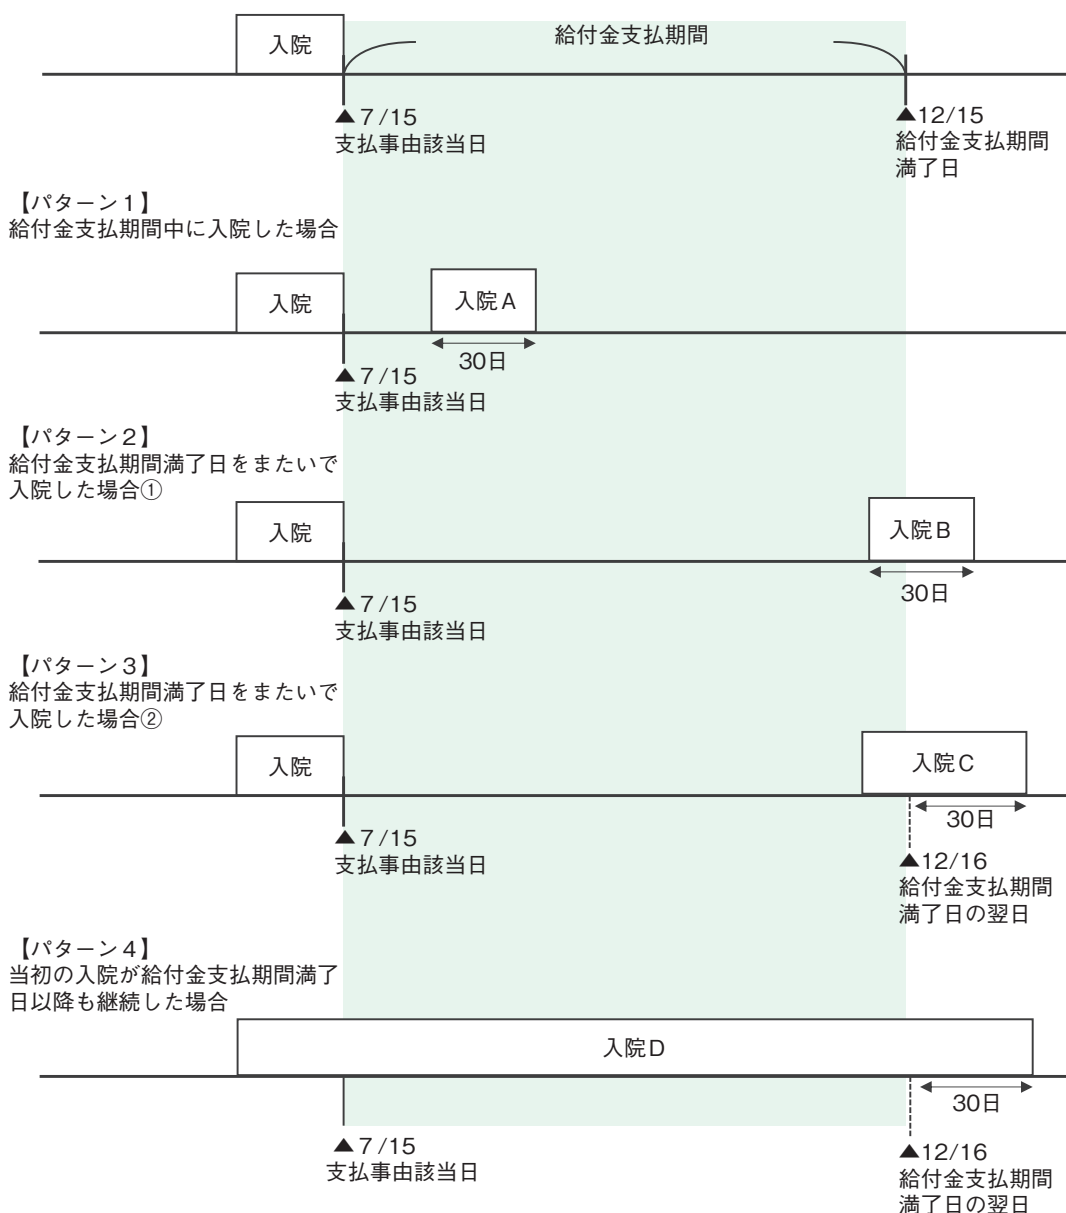 入院
給付金支払期間
▲7/15
支払事由該当日
▲12/15
給付金支払期間
満了日
【パターン1】
給付金支払期間中に入院した場合
入院
入院A
30日
▲7/15
支払事由該当日
【パターン2】
給付金支払期間満了日をまたいで
入院した場合①
入院
入院B
30日
▲7/15
支払事由該当日
【パターン3】
給付金支払期間満了日をまたいで
入院した場合②
入院
入院C
30日
▲7/15
支払事由該当日
▲12/16
給付金支払期間
満了日の翌日
【パターン4】
当初の入院が給付金支払期間満了
日以降も継続した場合
入院D
30日
▲7/15
支払事由該当日
▲12/16
給付金支払期間
満了日の翌日